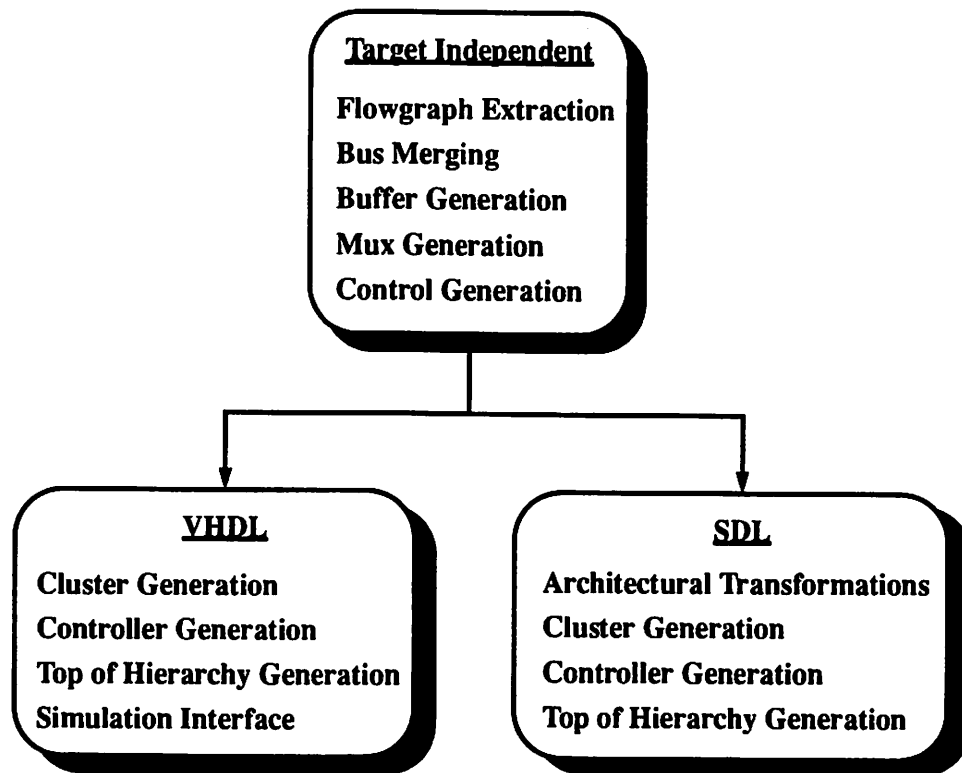 Target Independent
Flowgraph Extraction
Bus Merging
Buffer Generation
Mux Generation
Control Generation
VHDL
Cluster Generation
Controller Generation
Top of Hierarchy Generation
Simulation Interface
SDL
Architectural Transformations
Cluster Generation
Controller Generation
Top of Hierarchy Generation